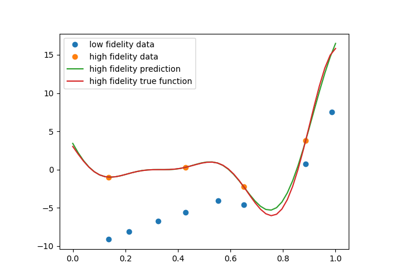 low fidelity data
high fidelity data
high fidelity prediction
high fidelity true function
15
10
5
0
−5
−10
0.0 0.2 0.4 0.6 0.8 1.0